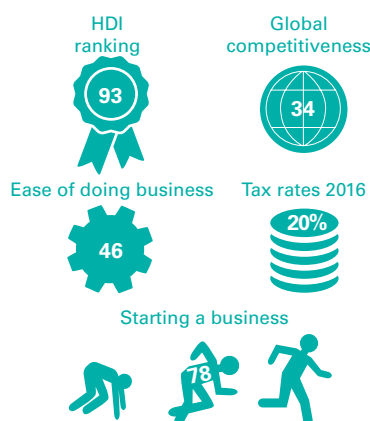 HDI
ranking
93
Global
competitiveness
34
Ease of doing business
46
Tax rates 2016
20%
Starting a business
78